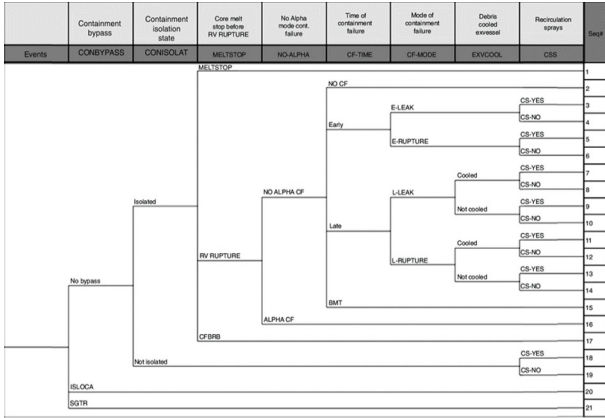 Containment bypass
Containment isolation state
Core melt stop before RV RUPTURE
No Alpha mode cont. failure
Time of containment failure
Mode of containment failure
Debris cooled exvessel
Recirculation sprays
Seq#
Events
CONBYPASS
CONISOLAT
MELTSTOP
NO-ALPHA
CF-TIME
CF-MODE
EXVCOOL
CSS
MELTSTOP
1
NO CF
2
E-LEAK
CS-YES
3
CS-NO
4
Early
E-RUPTURE
CS-YES
5
CS-NO
6
Cooled
CS-YES
7
CS-NO
8
NO ALPHA CF
L-LEAK
Isolated
Not cooled
CS-YES
9
CS-NO
10
Late
Cooled
CS-YES
11
CS-NO
12
RV RUPTURE
L-RUPTURE
Not cooled
CS-YES
13
CS-NO
14
No bypass
BMT
15
ALPHA CF
16
CFBRB
17
Not isolated
CS-YES
18
CS-NO
19
ISLOCA
20
SGTR
21